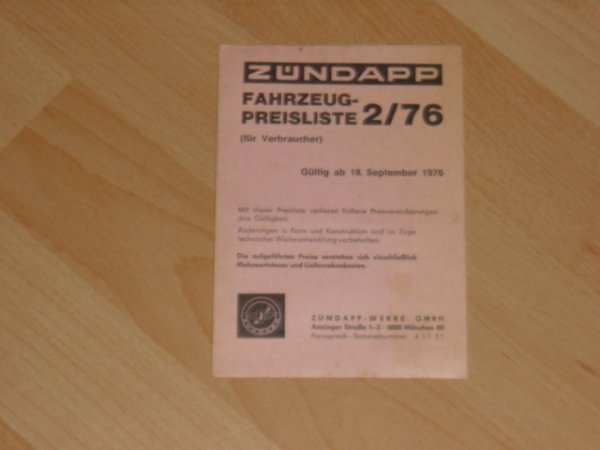 ZÜNDAPP
FAHRZEUG-
PREISLISTE 2/76
(für Verbraucher)
Gültig ab 18. September 1976
Mit dieser Preisliste verlieren frühere Preisvereinbarungen
ihre Gültigkeit.
Änderungen in Form und Konstruktion sind im Zuge
technischer Weiterentwicklung vorbehalten.
Die aufgeführten Preise verstehen sich einschließlich
Mehrwertsteuer und Liefernebenkosten.
ZÜNDAPP-WERKE GMBH
Anzinger Straße 1-3 · 8000 München 80
Fernsprech-Sammelnummer